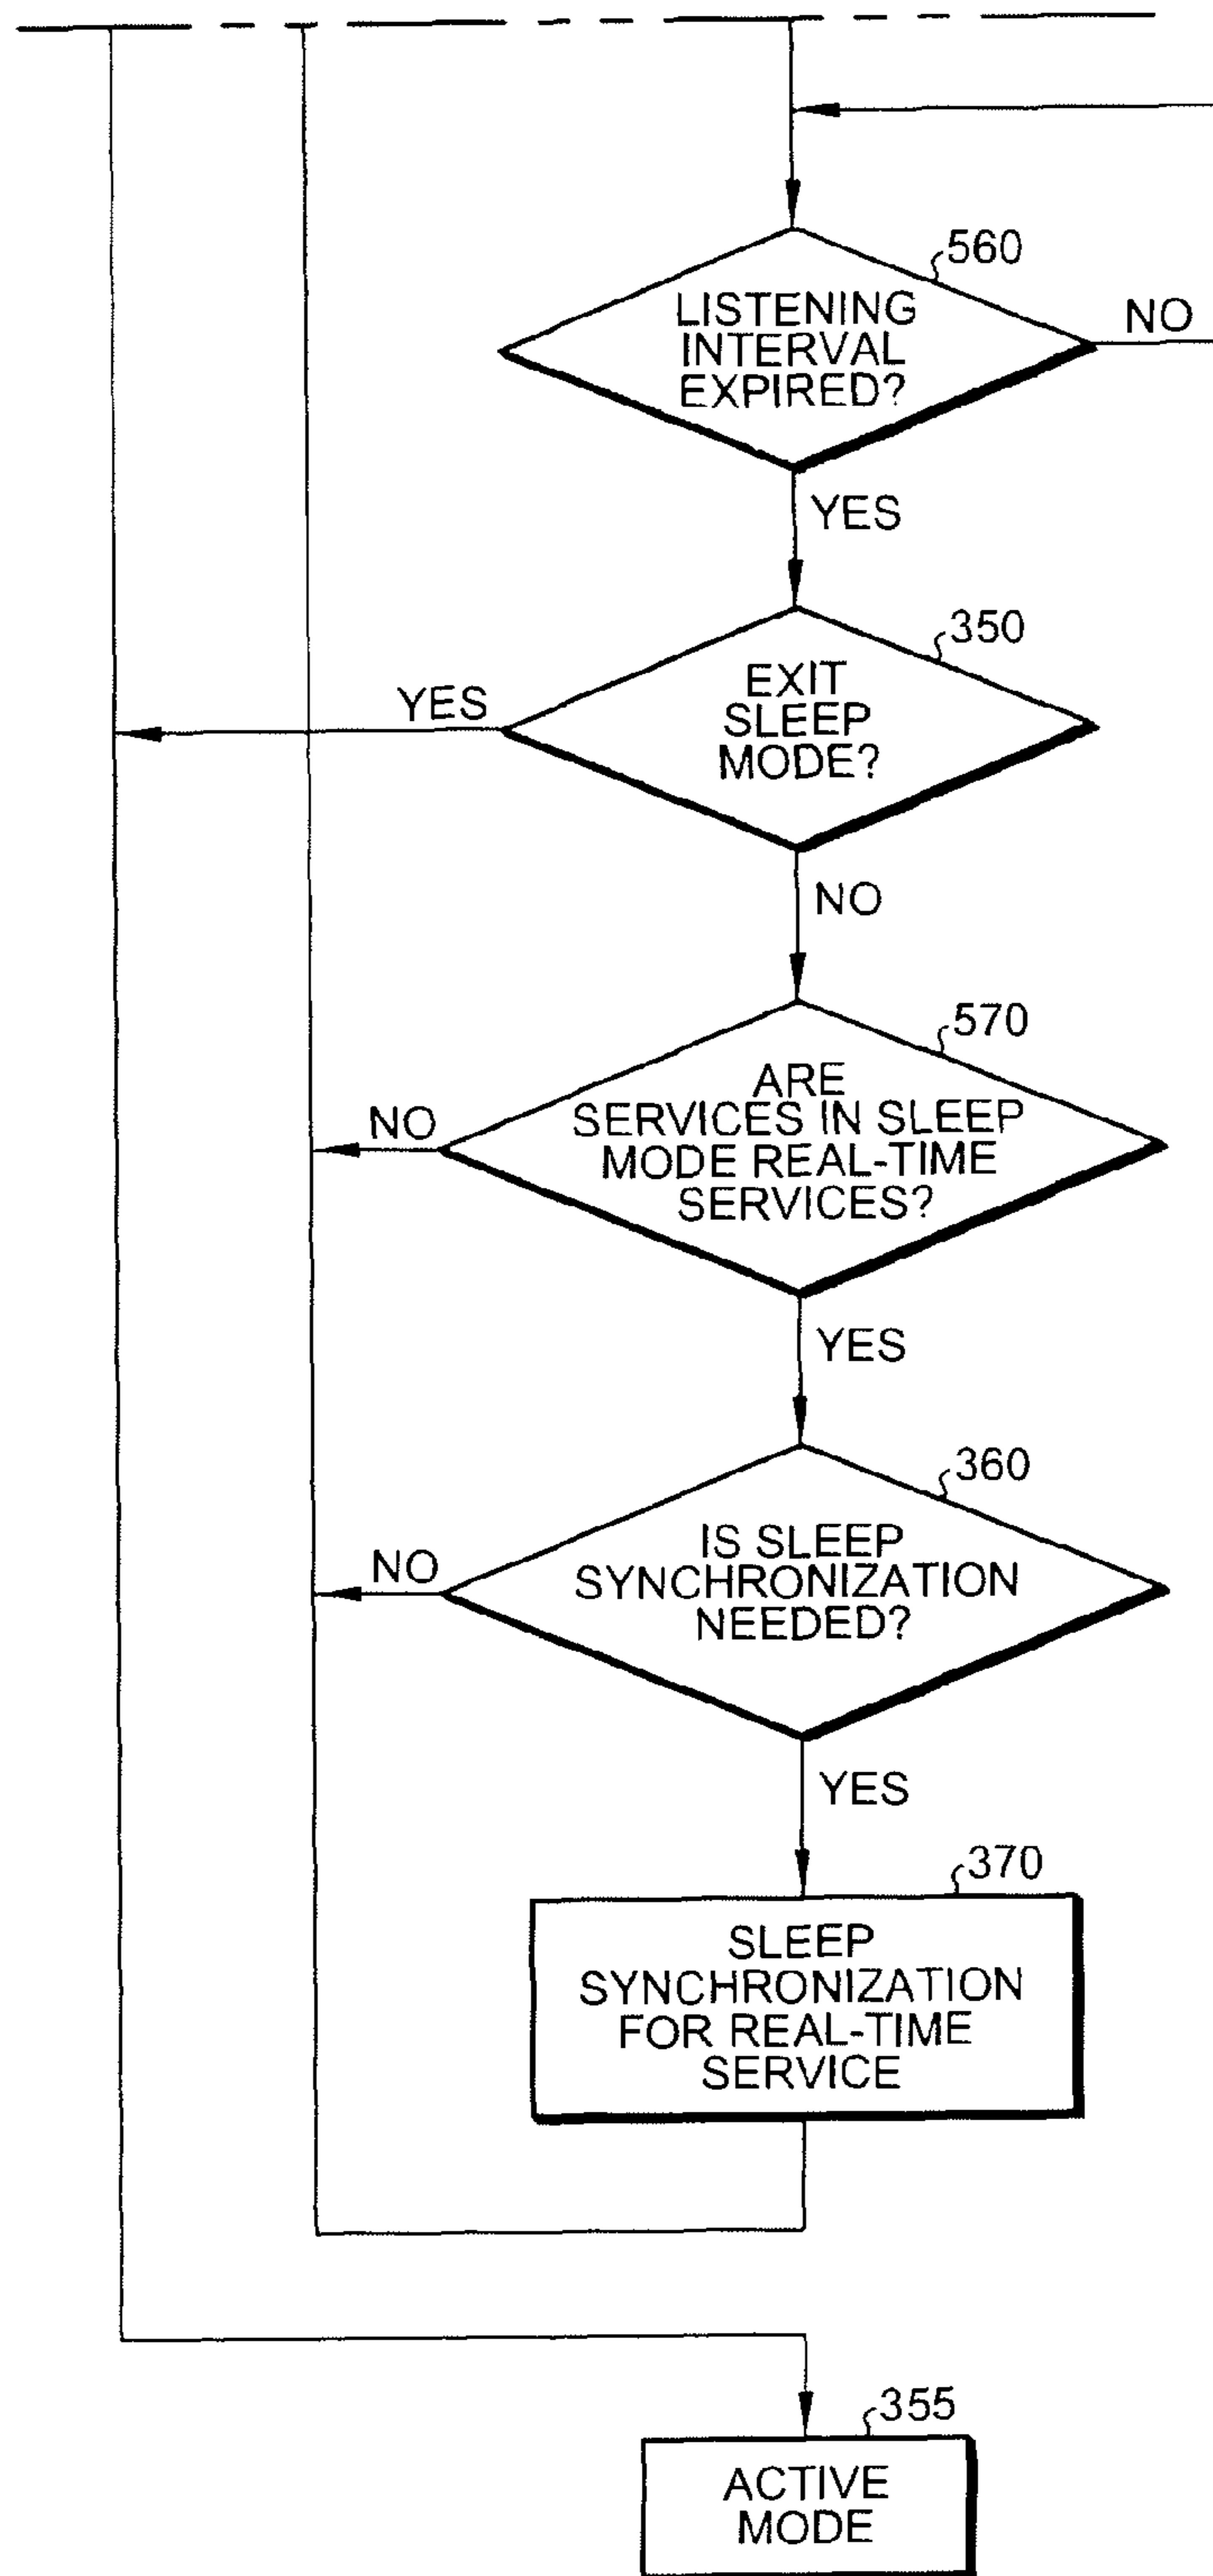 560
LISTENING
INTERVAL
EXPIRED?
NO
YES
350
EXIT
SLEEP
MODE?
YES
NO
570
ARE
SERVICES IN SLEEP
MODE REAL-TIME
SERVICES?
NO
YES
360
IS SLEEP
SYNCHRONIZATION
NEEDED?
NO
YES
370
SLEEP
SYNCHRONIZATION
FOR REAL-TIME
SERVICE
355
ACTIVE
MODE